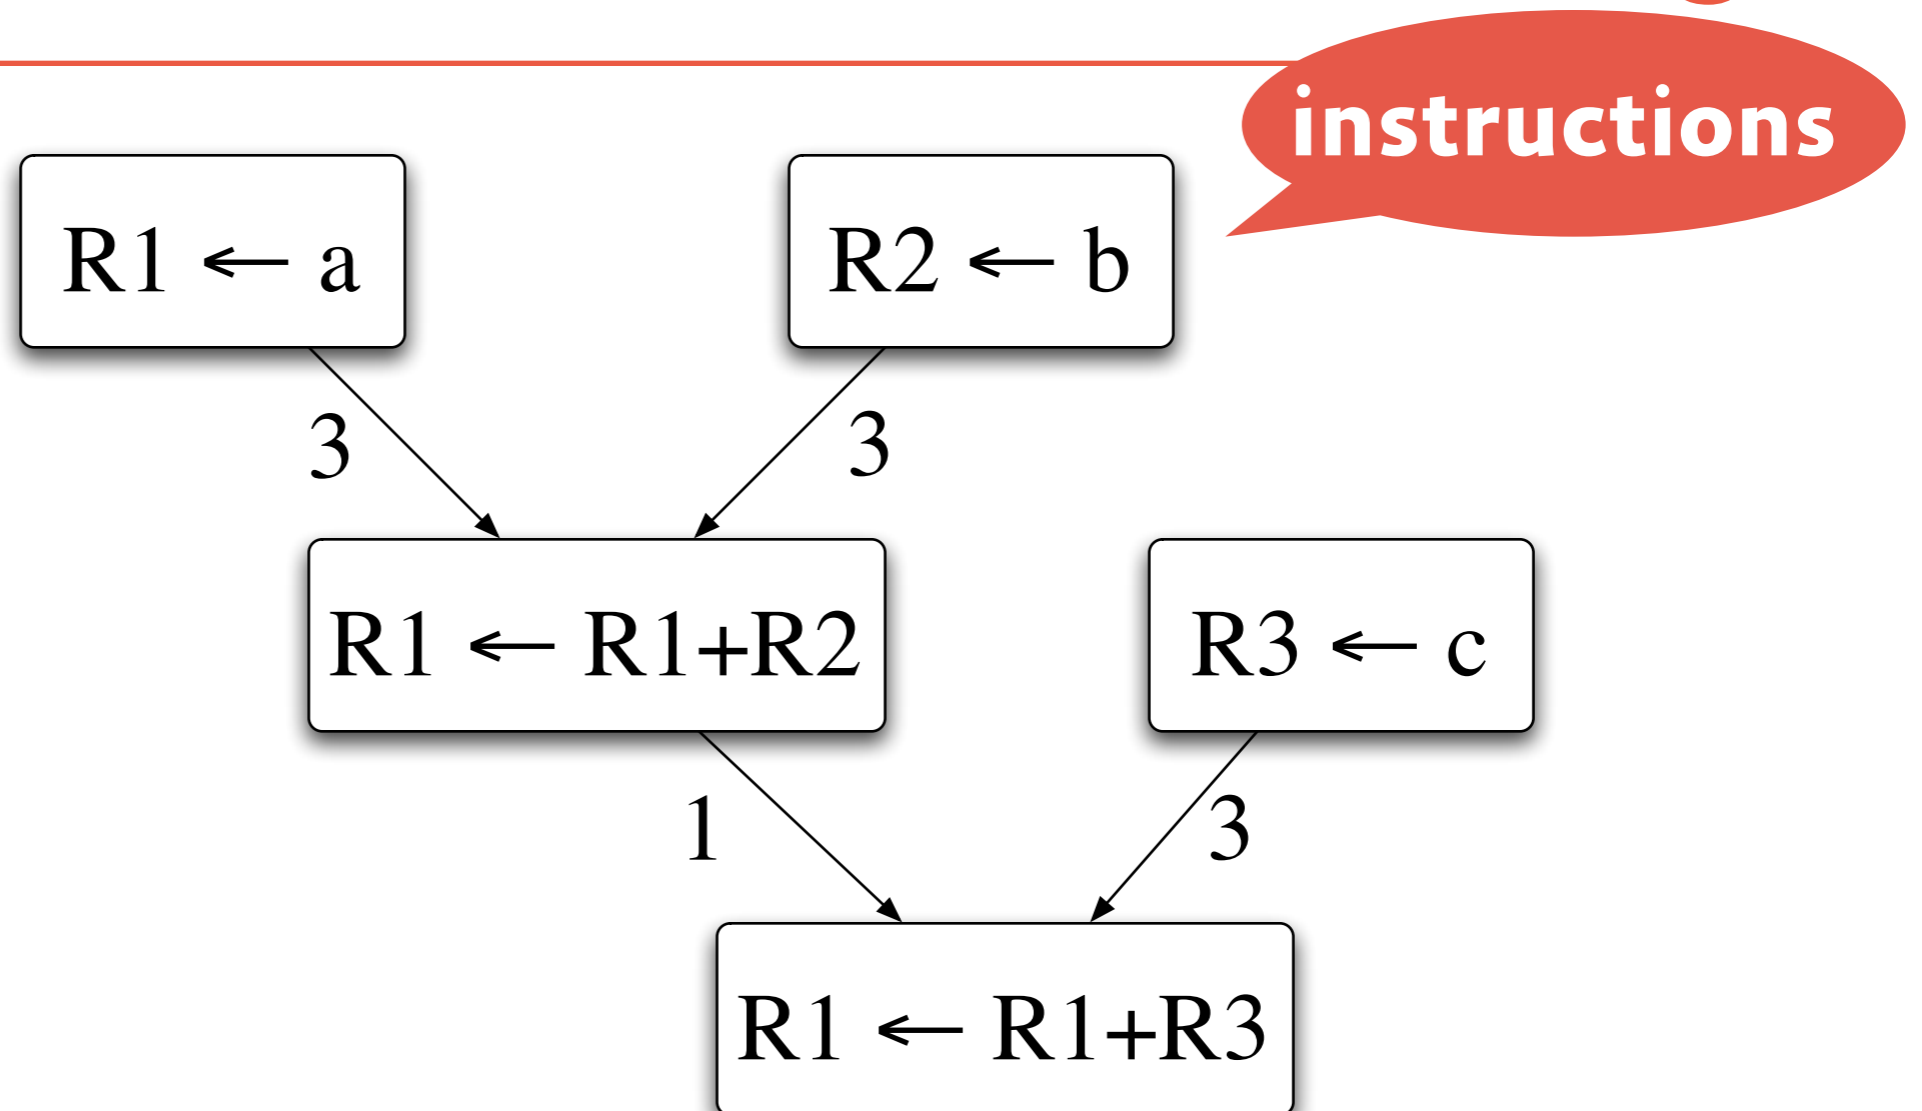 instructions
R1 ← a
R2 ← b
3
3
R1 ← R1+R2
R3 ← c
1
3
R1 ← R1+R3